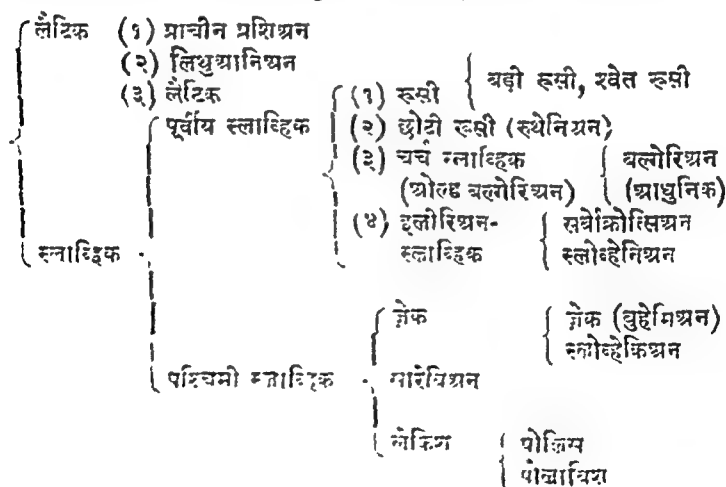 लैटिक (१) प्राचीन प्रशिअन
(२) लिथुआनिअन
(३) लैटिक
पूर्वीय स्लाव्हिक
(१) रूसी { बड़ी रूसी, श्वेत रूसी
(२) छोटी रूसी (रुथेनियन)
(३) चर्च स्लाव्हिक { बल्गेरिअन
(ओल्ड बल्गेरिअन) (आधुनिक)
(४) इलीरिअन- { सर्वोक्रोत्सिअन
स्लाव्हिक स्लोव्हेनिअन
स्लाव्हिक
ज़ेक { ज़ेक (बुहेमिअन)
स्लोव्हेकिअन
पश्चिमी स्लाव्हिक
मारेविअन
लेकिश { पोलिस
पोलाविश